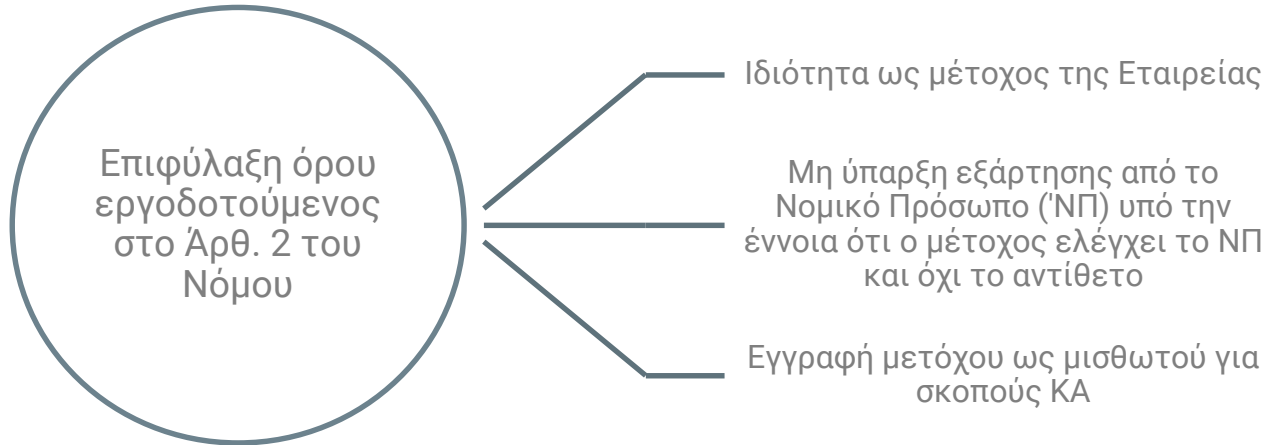 Επιφύλαξη όρου
εργοδοτούμενος
στο Άρθ. 2 του
Νόμου
Ιδιότητα ως μέτοχος της Εταιρείας
Μη ύπαρξη εξάρτησης από το
Νομικό Πρόσωπο ('ΝΠ) υπό την
έννοια ότι ο μέτοχος ελέγχει το ΝΠ
και όχι το αντίθετο
Εγγραφή μετόχου ως μισθωτού για
σκοπούς ΚΑ